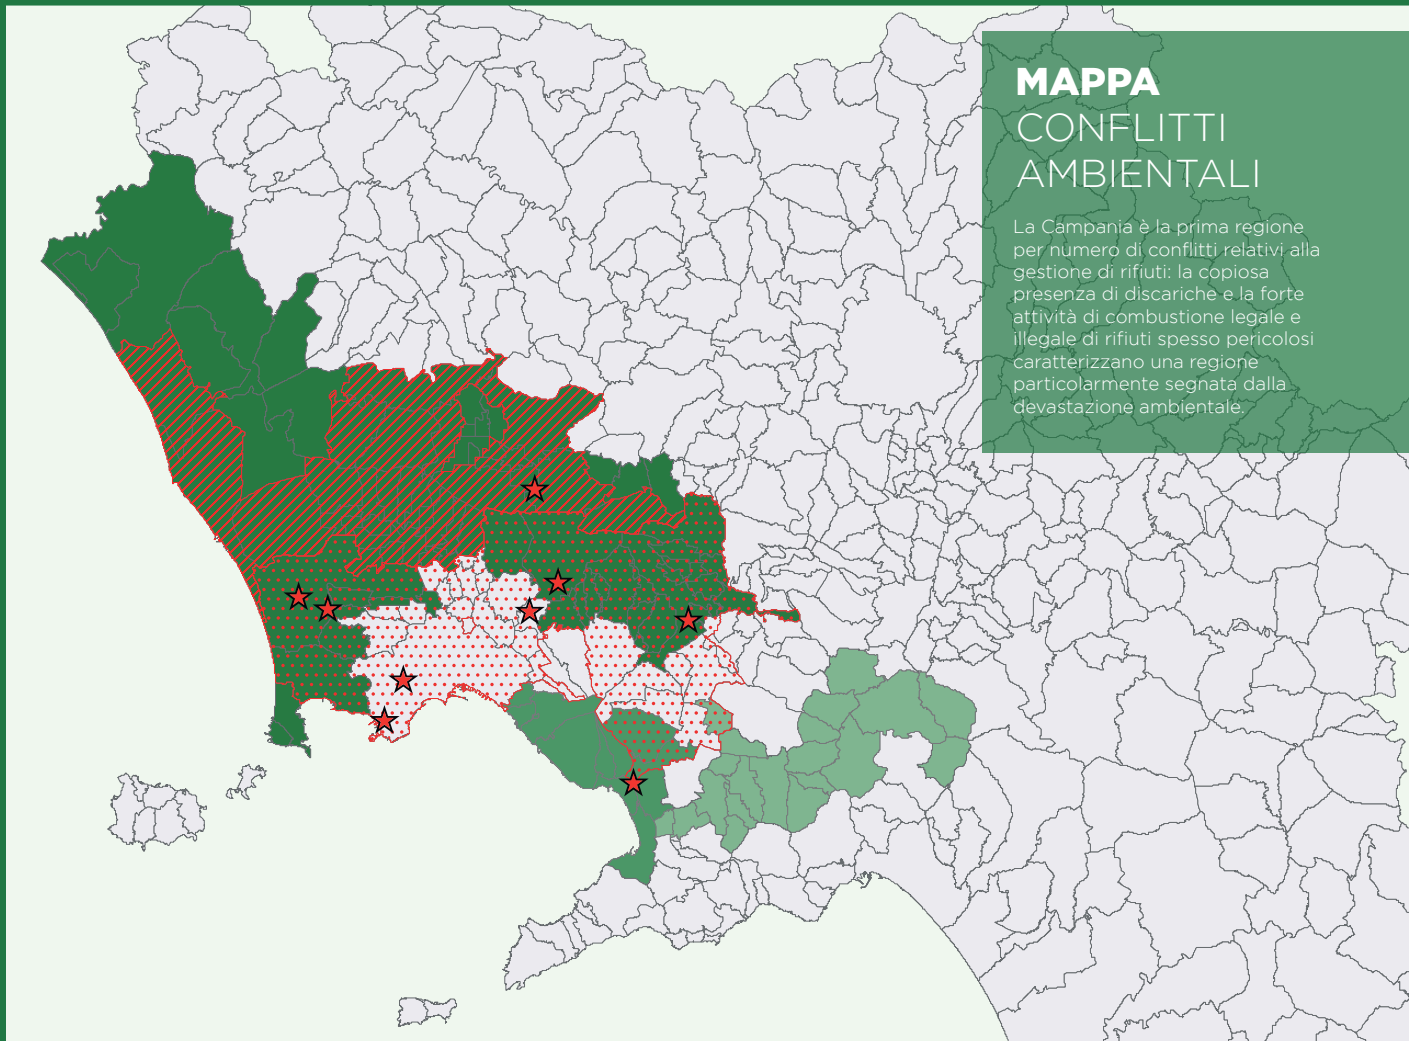 MAPPA
CONFLITTI
AMBIENTALI
La Campania è la prima regione
per numero di conflitti relativi alla
gestione di rifiuti: la copiosa
presenza di discariche e la forte
attività di combustione legale e
illegale di rifiuti spesso pericolosi
caratterizzano una regione
particolarmente segnata dalla
devastazione ambientale.